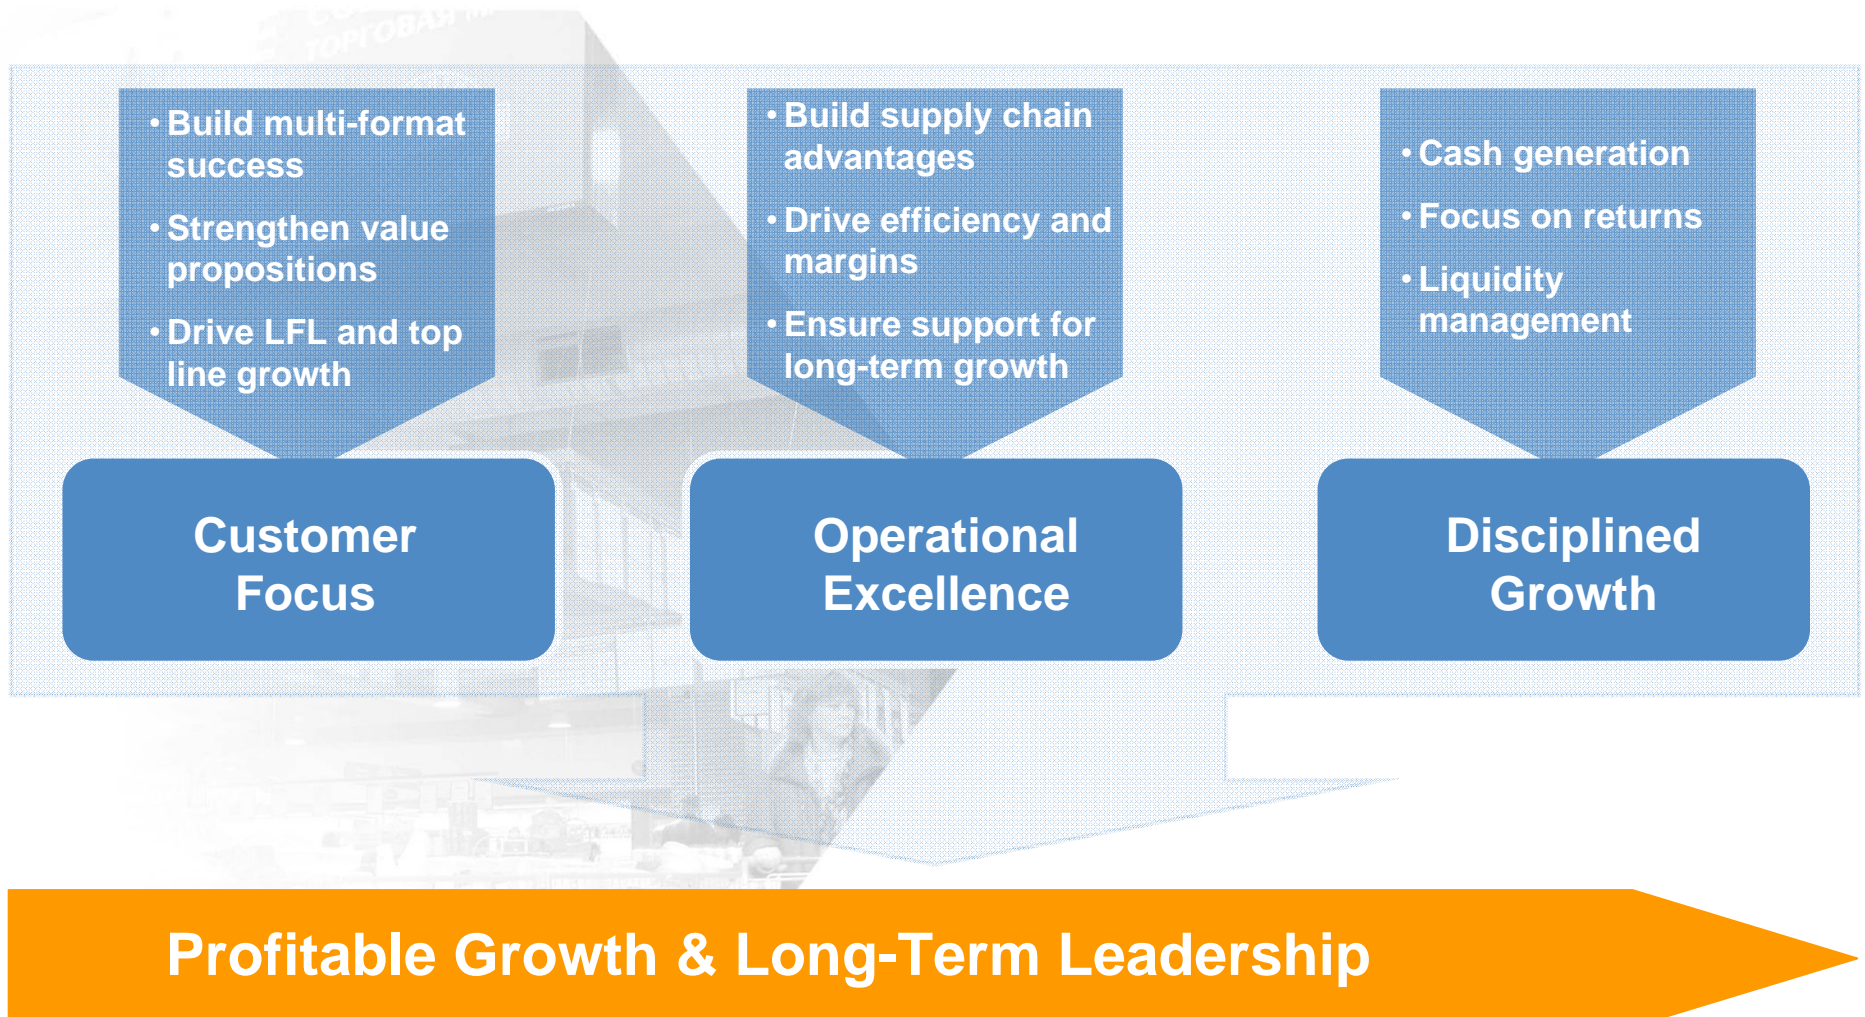 ТОРГОВАЯ
• Build multi-format
success
• Strengthen value
propositions
• Drive LFL and top
line growth
• Build supply chain
advantages
• Drive efficiency and
margins
• Ensure support for
long-term growth
• Cash generation
• Focus on returns
• Liquidity
management
Customer
Focus
Operational
Excellence
Disciplined
Growth
Profitable Growth & Long-Term Leadership